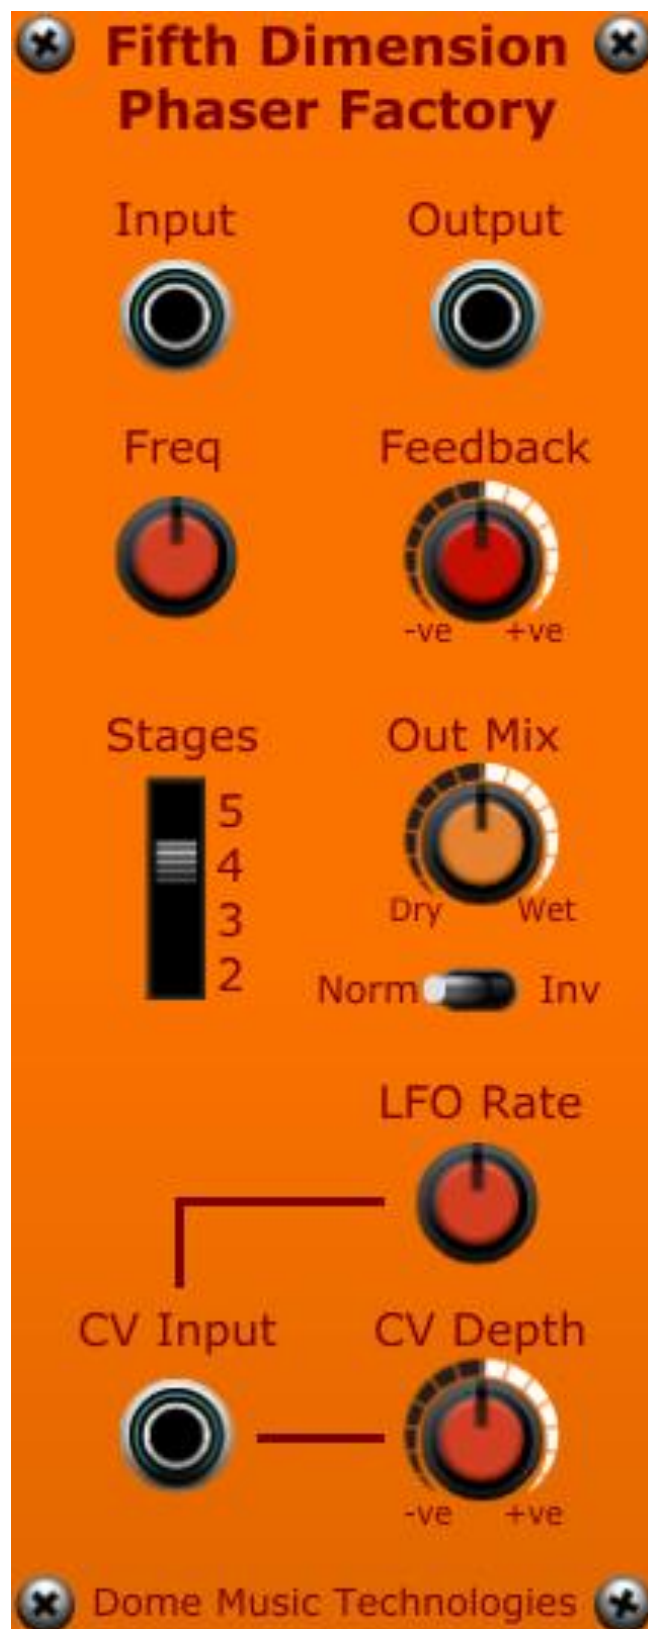 Fifth Dimension
Phaser Factory
Input Output
Freq Feedback
-ve +ve
Stages Out Mix
5
4
3
2
Dry Wet
Norm Inv
LFO Rate
CV Input CV Depth
-ve +ve
Dome Music Technologies